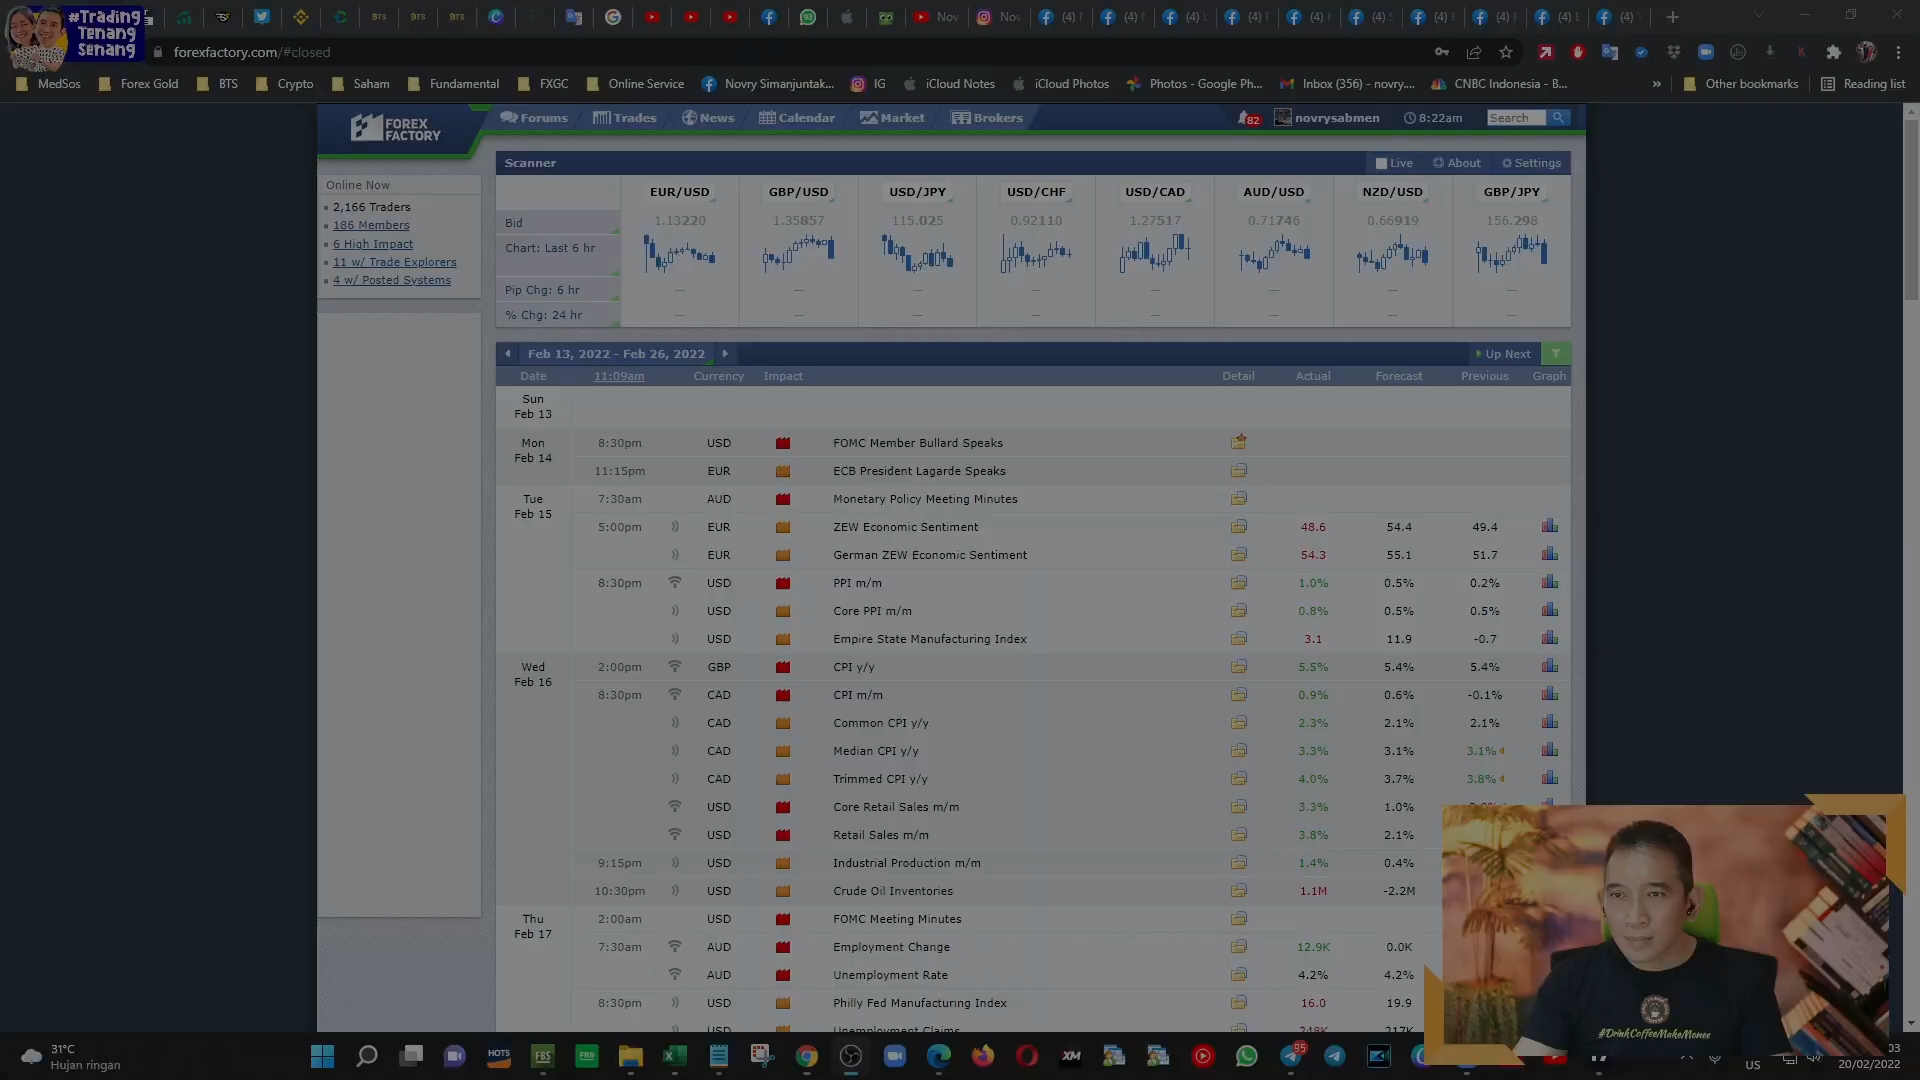 #Trading
Tenang
Senang
BTS
BTS
BTS
forexfactory.com/#closed
MedSos
Forex Gold
BTS
Crypto
Saham
Fundamental
FXGC
Online Service
Novry Simanjuntak...
IG
iCloud Notes
iCloud Photos
Photos - Google Ph...
Inbox (356) - novry....
CNBC Indonesia – B...
»
Other bookmarks
Reading list
FOREX
FACTORY
Forums
Trades
News
Calendar
Market
Brokers
82
novrysabmen
8:22am
Search
Online Now
2,166 Traders
186 Members
6 High Impact
11 w/ Trade Explorers
4 w/ Posted Systems
Scanner
Live
About
Settings
EUR/USD GBP/USD USD/JPY USD/CHF USD/CAD AUD/USD NZD/USD GBP/JPY
Bid 1.13220 1.35857 115.025 0.92110 1.27517 0.71746 0.66919 156.298
Chart: Last 6 hr
Pip Chg: 6 hr — — — — — — — —
% Chg: 24 hr — — — — — — — —
Feb 13, 2022 - Feb 26, 2022
Up Next
Date 11:09am Currency Impact Detail Actual Forecast Previous Graph
Sun
Feb 13
Mon
Feb 14
8:30pm USD FOMC Member Bullard Speaks
11:15pm EUR ECB President Lagarde Speaks
Tue
Feb 15
7:30am AUD Monetary Policy Meeting Minutes
5:00pm EUR ZEW Economic Sentiment 48.6 54.4 49.4
EUR German ZEW Economic Sentiment 54.3 55.1 51.7
8:30pm USD PPI m/m 1.0% 0.5% 0.2%
USD Core PPI m/m 0.8% 0.5% 0.5%
USD Empire State Manufacturing Index 3.1 11.9 -0.7
Wed
Feb 16
2:00pm GBP CPI y/y 5.5% 5.4% 5.4%
8:30pm CAD CPI m/m 0.9% 0.6% -0.1%
CAD Common CPI y/y 2.3% 2.1% 2.1%
CAD Median CPI y/y 3.3% 3.1% 3.1%
CAD Trimmed CPI y/y 4.0% 3.7% 3.8%
USD Core Retail Sales m/m 3.3% 1.0%
USD Retail Sales m/m 3.8% 2.1%
9:15pm USD Industrial Production m/m 1.4% 0.4%
10:30pm USD Crude Oil Inventories 1.1M -2.2M
Thu
Feb 17
2:00am USD FOMC Meeting Minutes
7:30am AUD Employment Change 12.9K 0.0K
AUD Unemployment Rate 4.2% 4.2%
8:30pm USD Philly Fed Manufacturing Index 16.0 19.9
USD Unemployment Claims 248K 217K
#DrinkCoffeeMakeMonee
31°C
Hujan ringan
HOTS
FBS
FBS
XM
95
US
20/02/2022